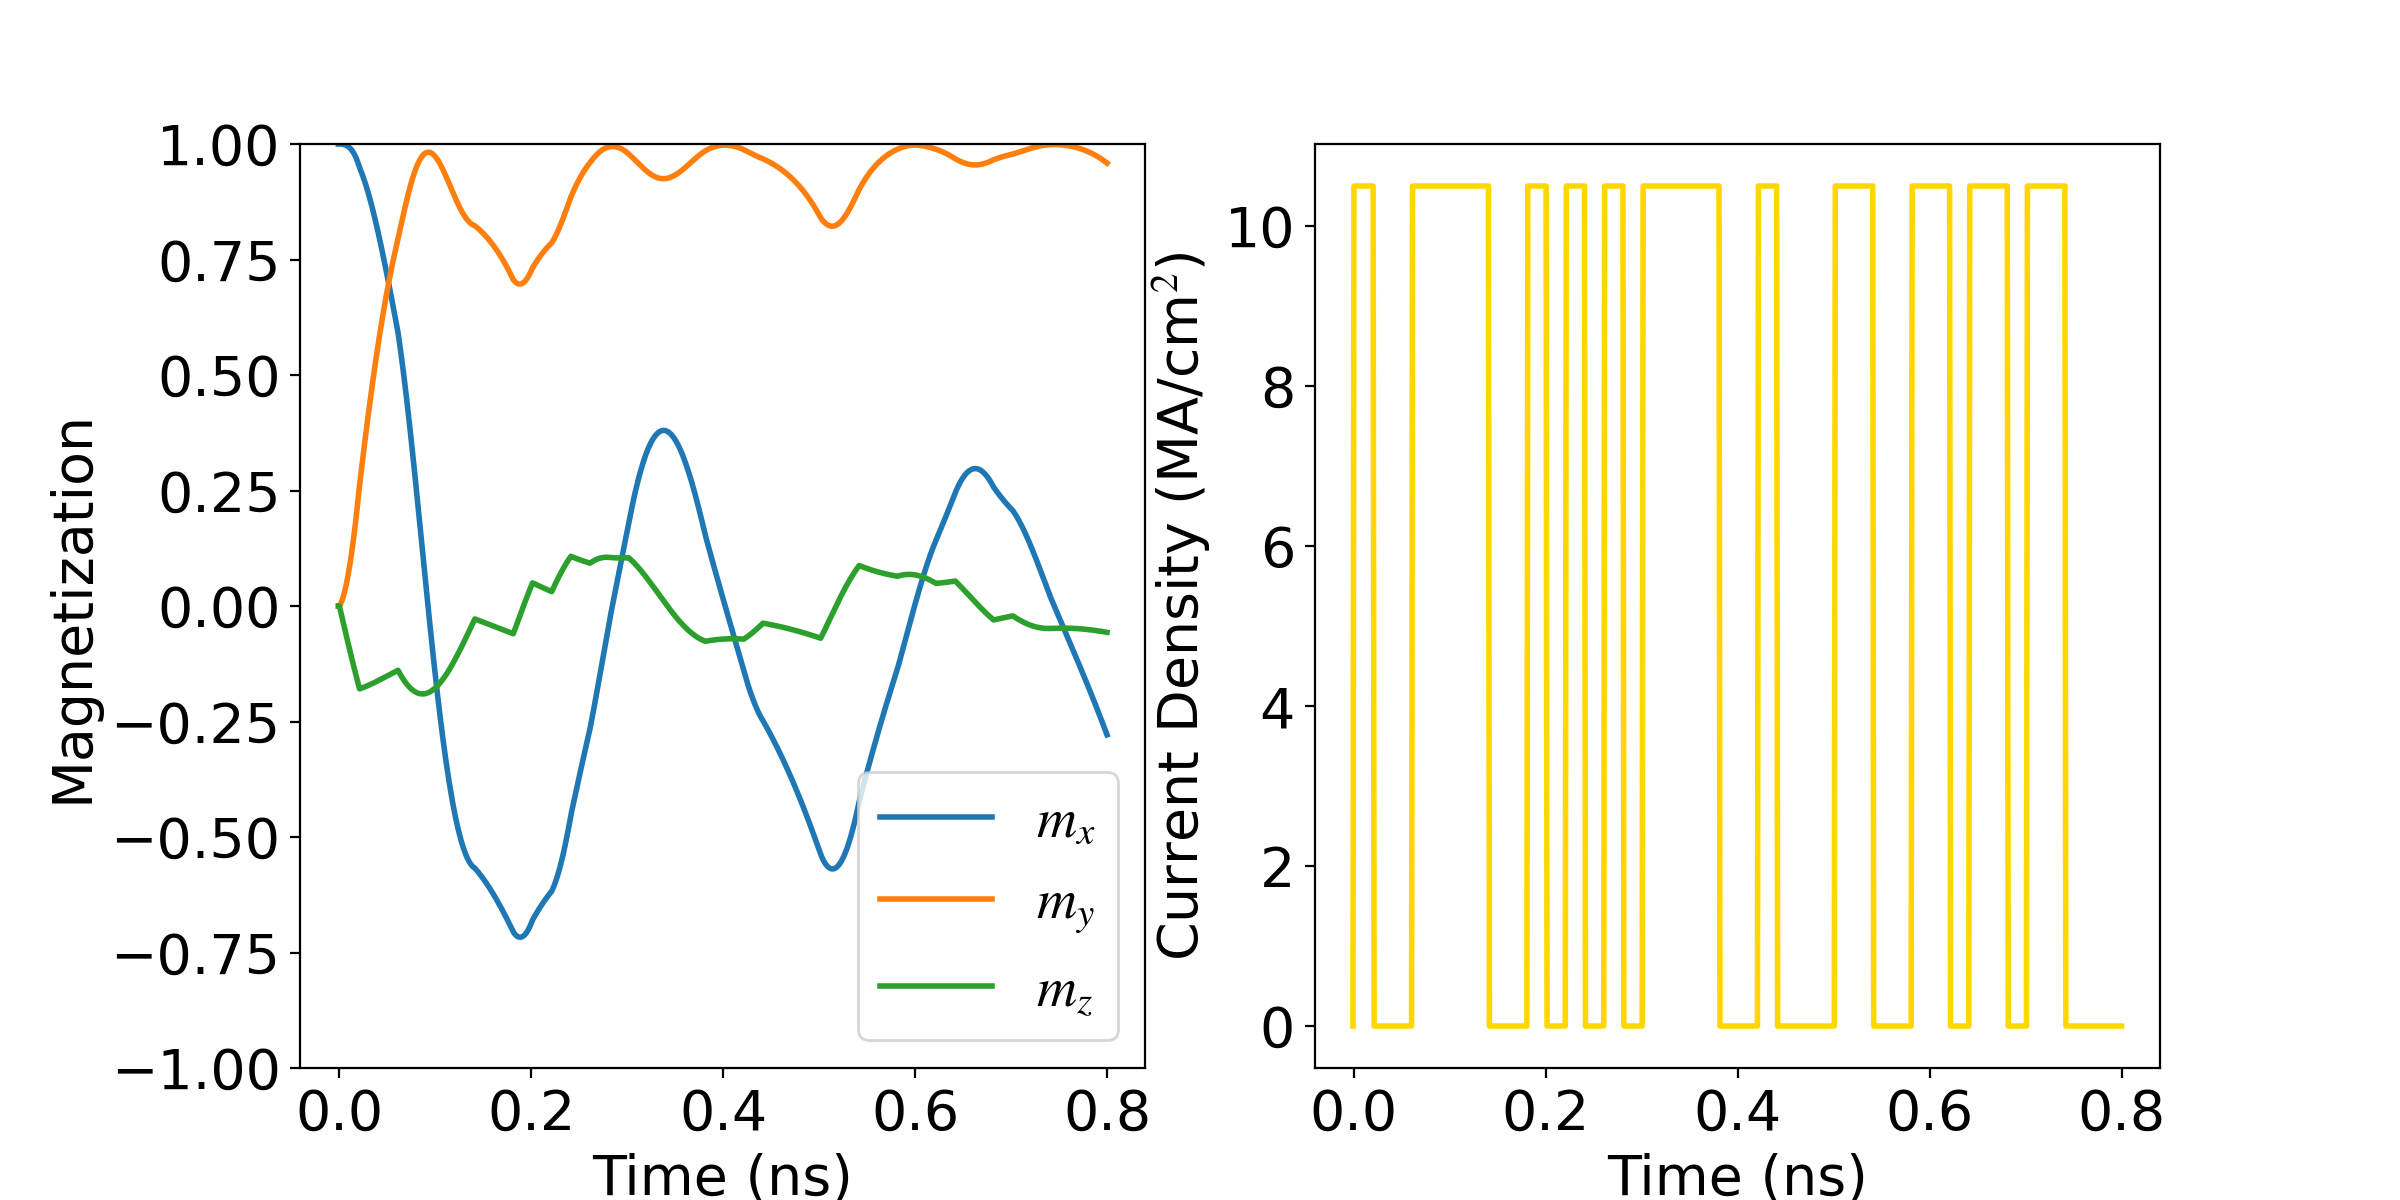 Magnetization
1.00
0.75
0.50
0.25
0.00
−0.25
−0.50
−0.75
−1.00
0.0 0.2 0.4 0.6 0.8
Time (ns)
m_x
m_y
m_z
Current Density (MA/cm²)
10
8
6
4
2
0
0.0 0.2 0.4 0.6 0.8
Time (ns)